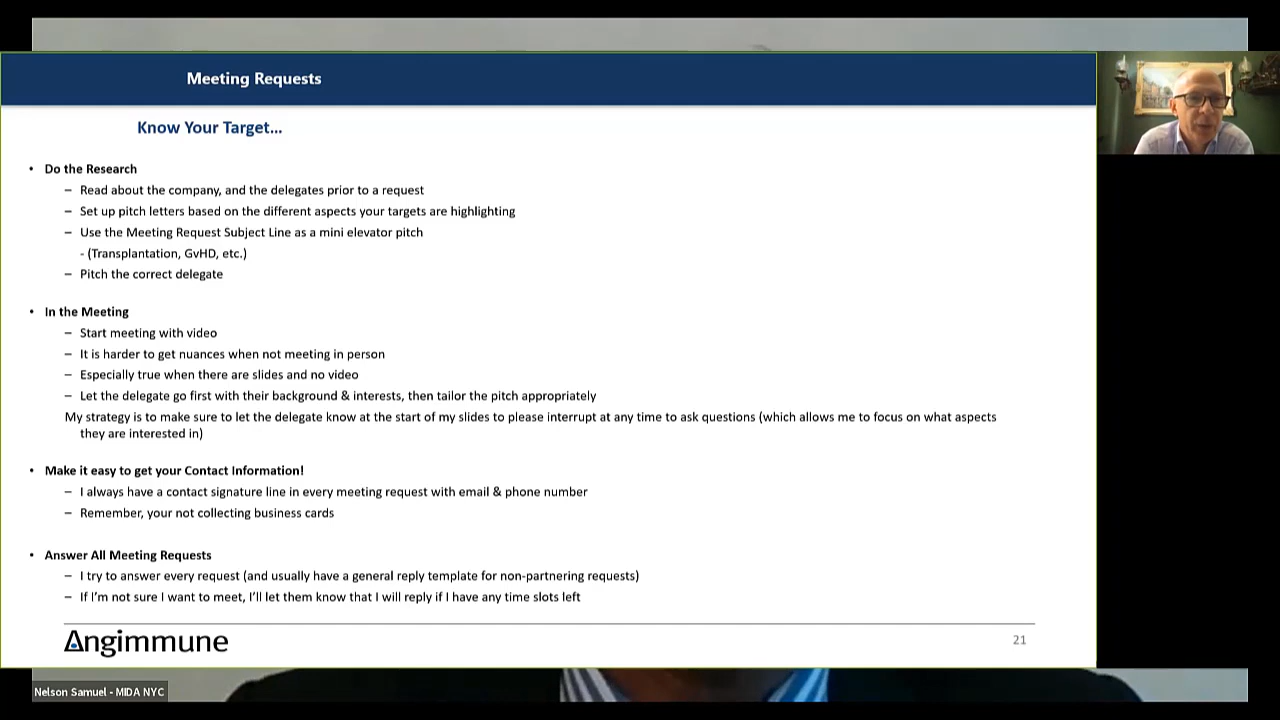 Meeting Requests
Know Your Target...
• Do the Research
– Read about the company, and the delegates prior to a request
– Set up pitch letters based on the different aspects your targets are highlighting
– Use the Meeting Request Subject Line as a mini elevator pitch
- (Transplantation, GvHD, etc.)
– Pitch the correct delegate
• In the Meeting
– Start meeting with video
– It is harder to get nuances when not meeting in person
– Especially true when there are slides and no video
– Let the delegate go first with their background & interests, then tailor the pitch appropriately
My strategy is to make sure to let the delegate know at the start of my slides to please interrupt at any time to ask questions (which allows me to focus on what aspects
they are interested in)
• Make it easy to get your Contact Information!
– I always have a contact signature line in every meeting request with email & phone number
– Remember, your not collecting business cards
• Answer All Meeting Requests
– I try to answer every request (and usually have a general reply template for non-partnering requests)
– If I'm not sure I want to meet, I'll let them know that I will reply if I have any time slots left
Angimmune
21
Nelson Samuel - MIDA NYC